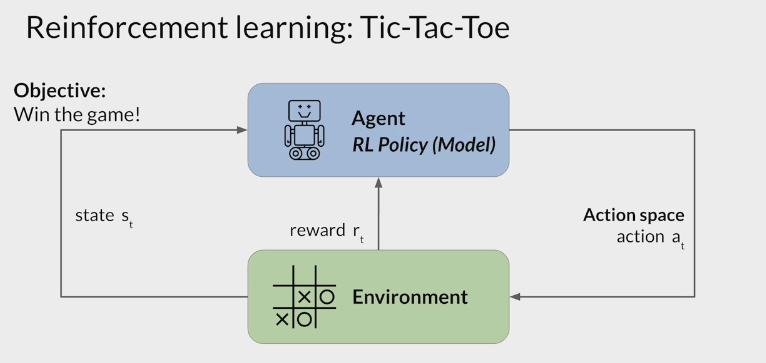 Reinforcement learning: Tic-Tac-Toe
Objective:
Win the game!
Agent
RL Policy (Model)
state s_t
reward r_t
Action space
action a_t
Environment